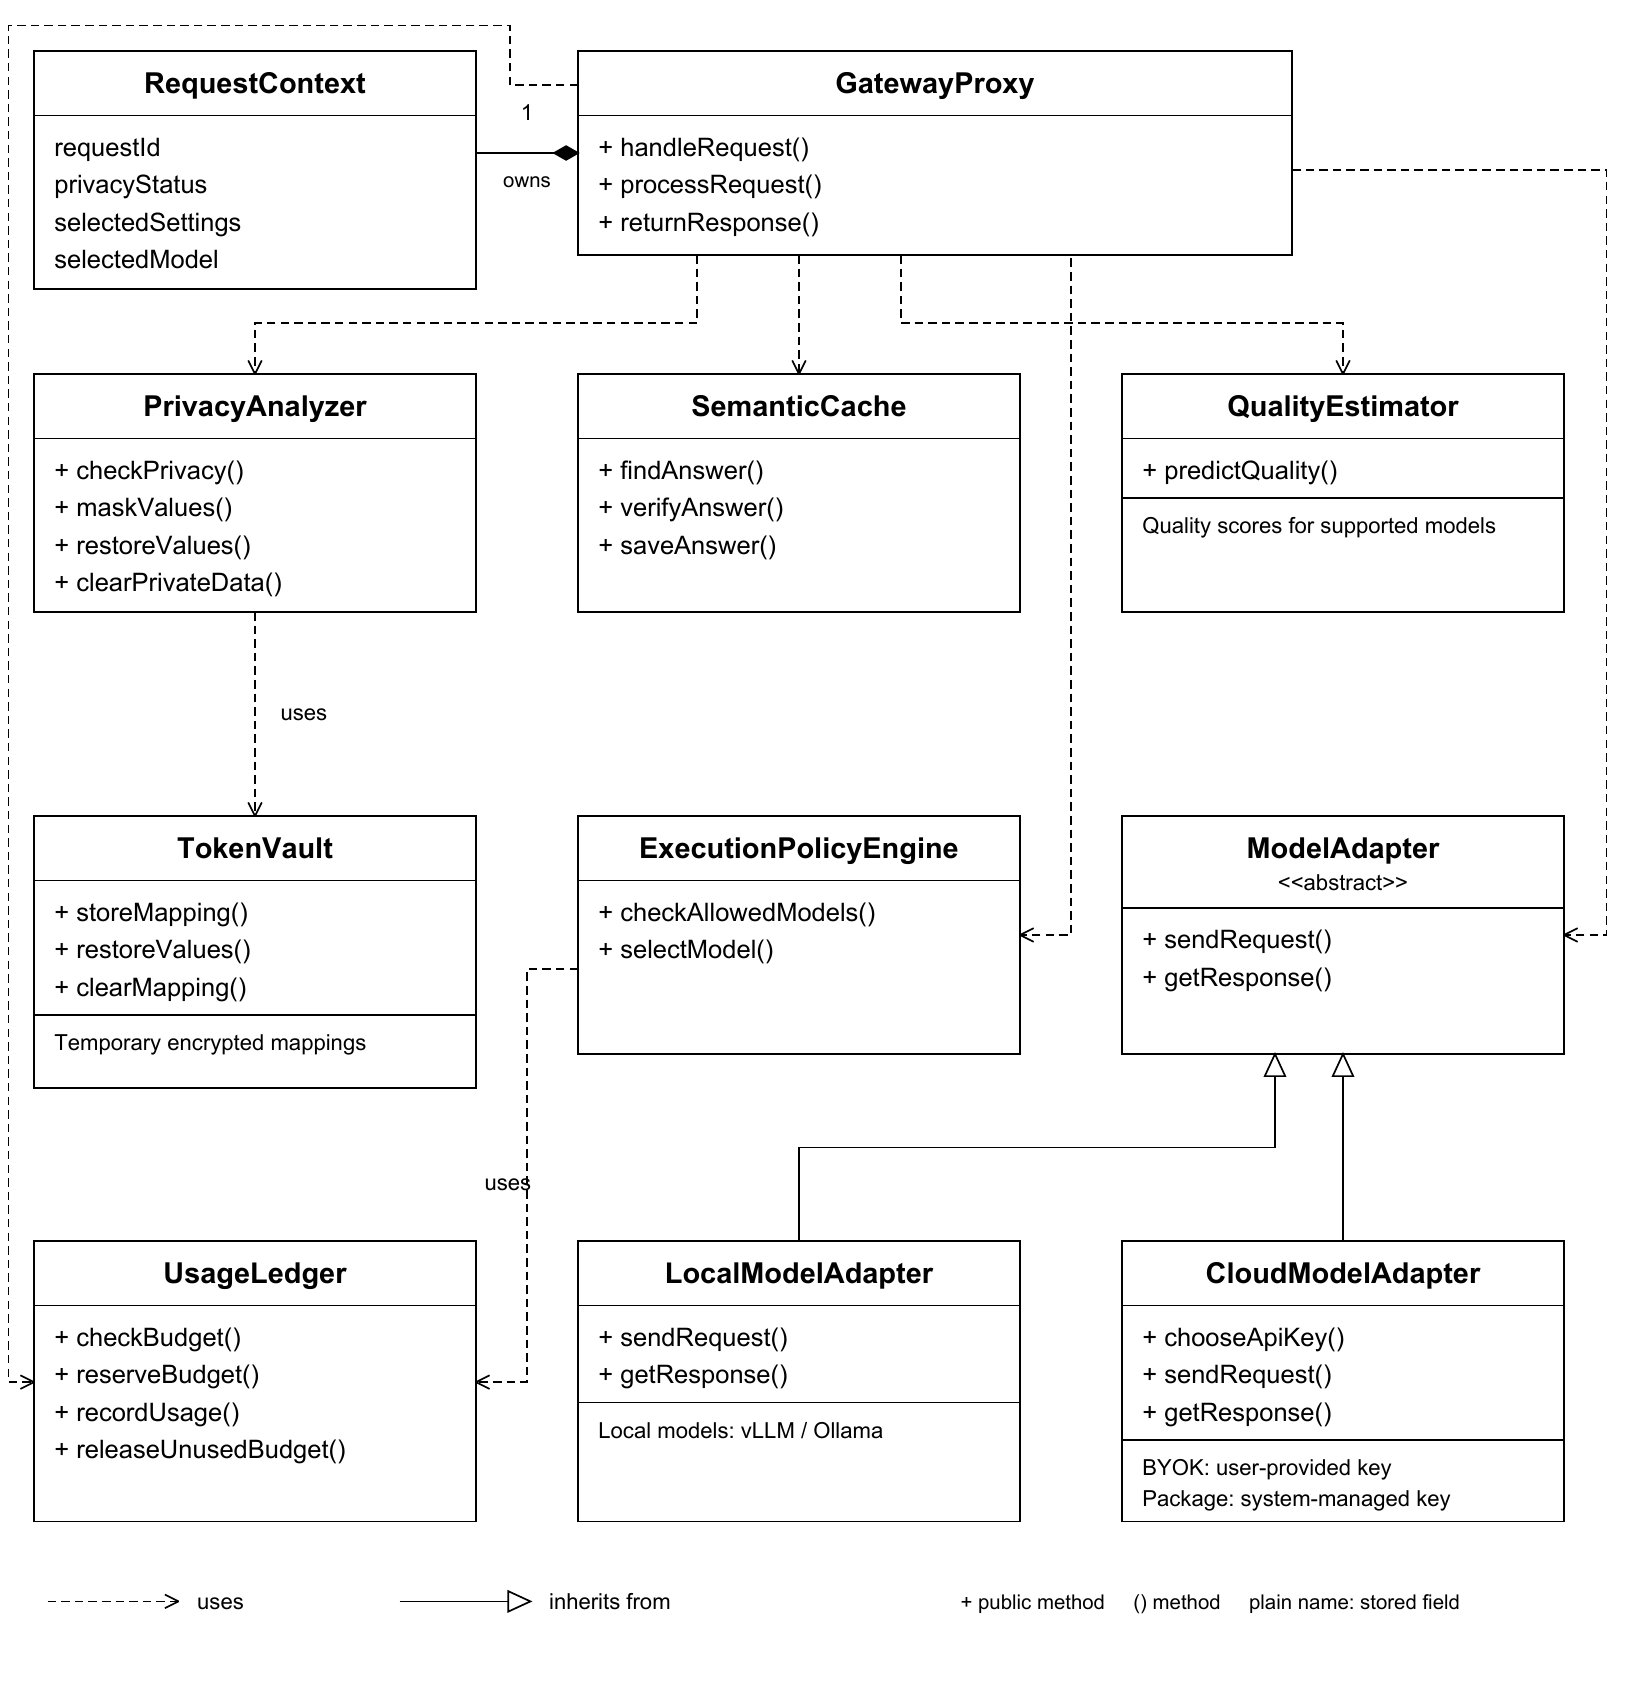 RequestContext
requestId
privacyStatus
selectedSettings
selectedModel
1
owns
GatewayProxy
+ handleRequest()
+ processRequest()
+ returnResponse()
PrivacyAnalyzer
+ checkPrivacy()
+ maskValues()
+ restoreValues()
+ clearPrivateData()
SemanticCache
+ findAnswer()
+ verifyAnswer()
+ saveAnswer()
QualityEstimator
+ predictQuality()
Quality scores for supported models
uses
TokenVault
+ storeMapping()
+ restoreValues()
+ clearMapping()
Temporary encrypted mappings
ExecutionPolicyEngine
+ checkAllowedModels()
+ selectModel()
ModelAdapter
<<abstract>>
+ sendRequest()
+ getResponse()
uses
UsageLedger
+ checkBudget()
+ reserveBudget()
+ recordUsage()
+ releaseUnusedBudget()
LocalModelAdapter
+ sendRequest()
+ getResponse()
Local models: vLLM / Ollama
CloudModelAdapter
+ chooseApiKey()
+ sendRequest()
+ getResponse()
BYOK: user-provided key
Package: system-managed key
uses
inherits from
+ public method () method plain name: stored field